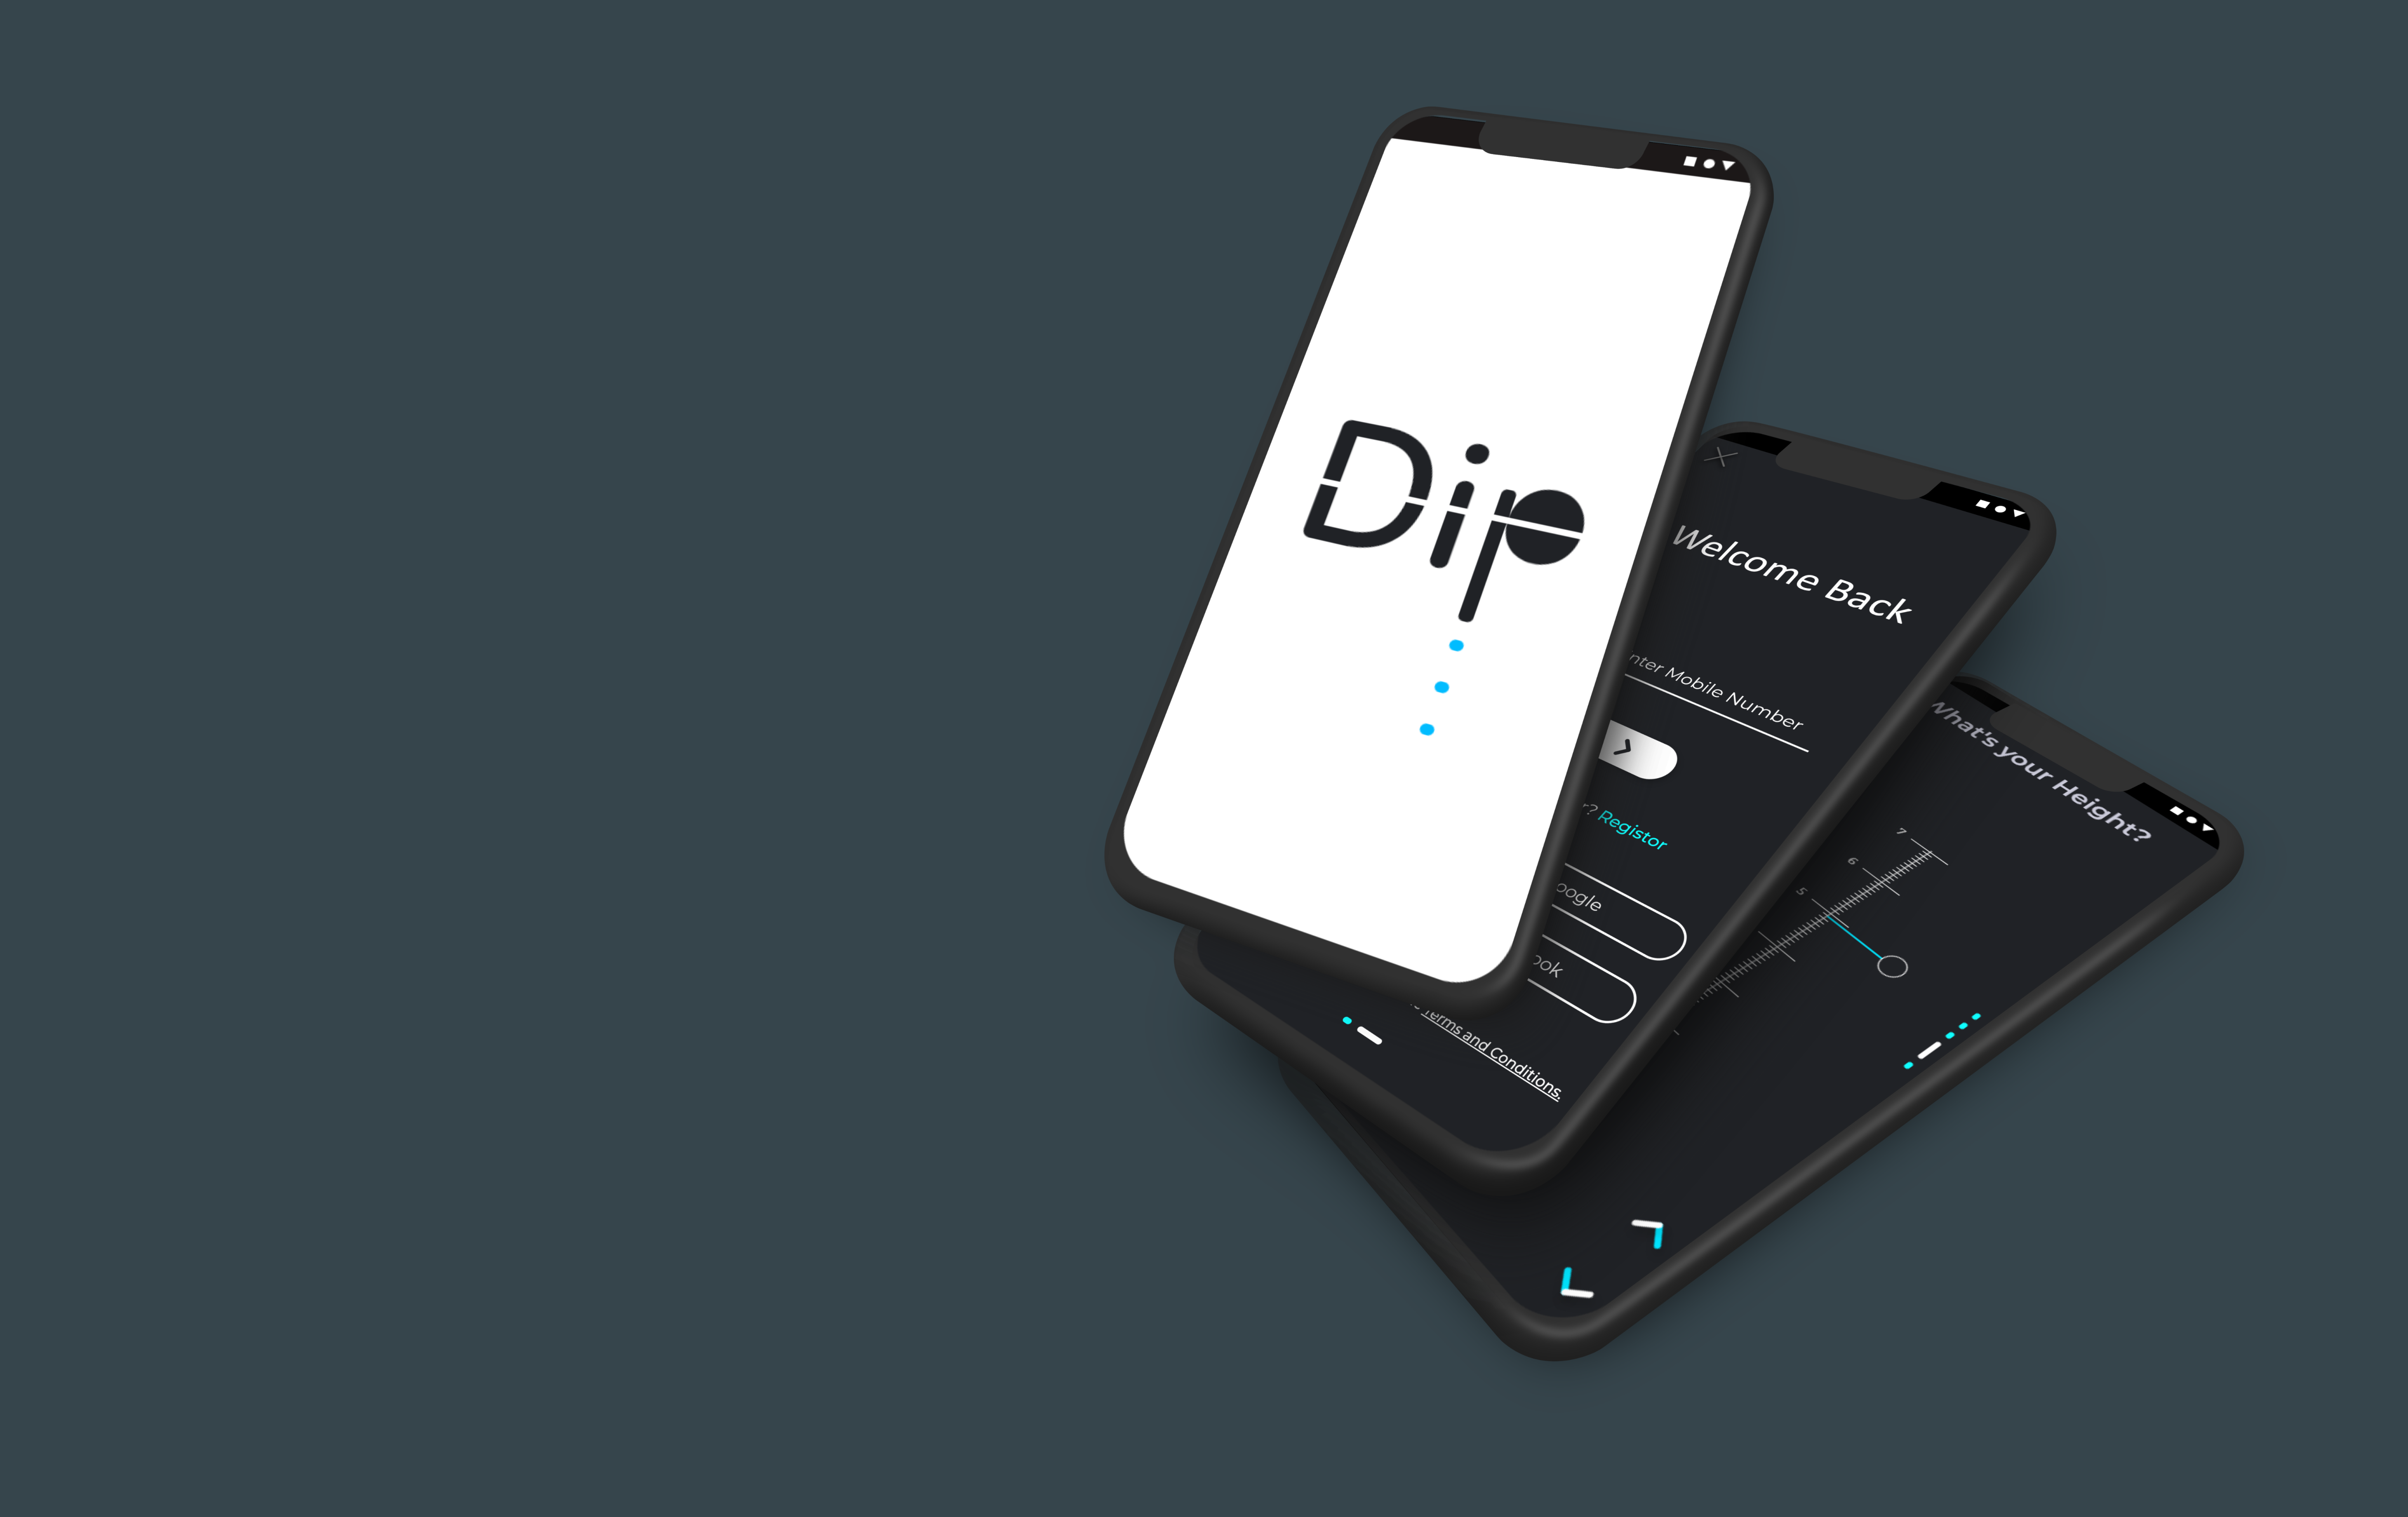 Dip
Welcome Back
nter Mobile Number
r? Registor
oogle
ook
Terms and Conditions.
What's your Height?
7
6
5